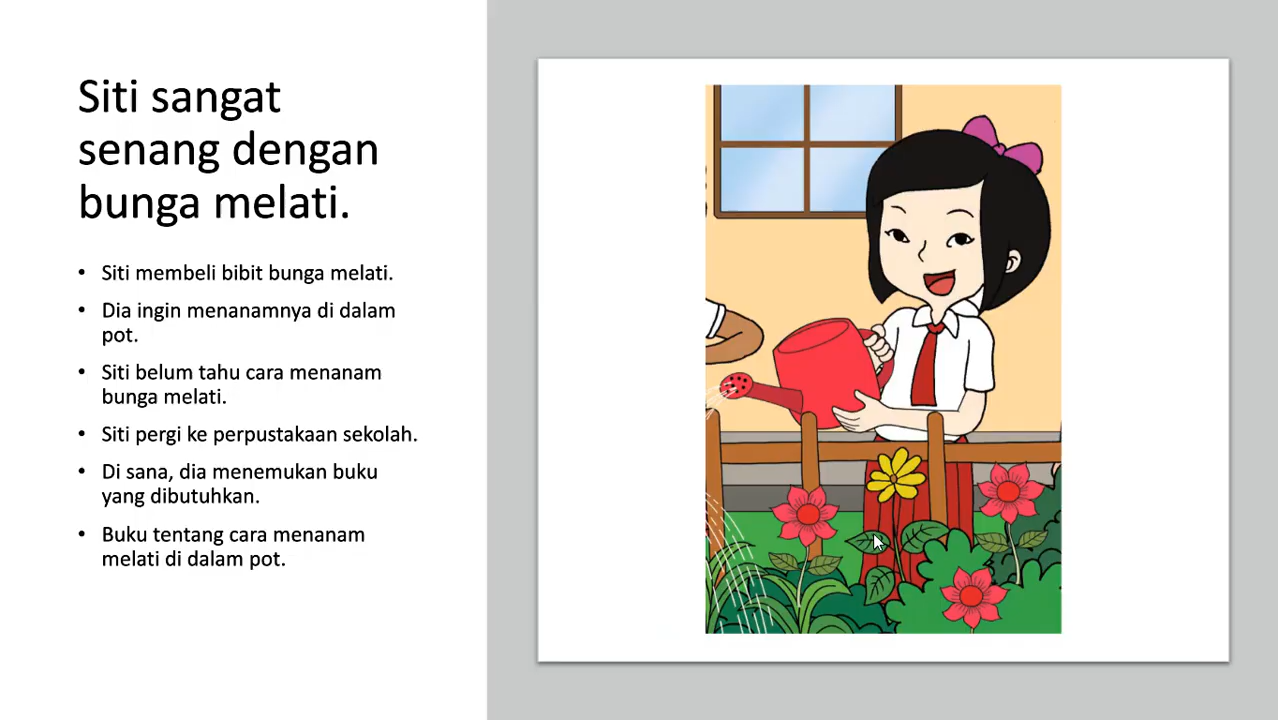 Siti sangat
senang dengan
bunga melati.
• Siti membeli bibit bunga melati.
• Dia ingin menanamnya di dalam
pot.
• Siti belum tahu cara menanam
bunga melati.
• Siti pergi ke perpustakaan sekolah.
• Di sana, dia menemukan buku
yang dibutuhkan.
• Buku tentang cara menanam
melati di dalam pot.